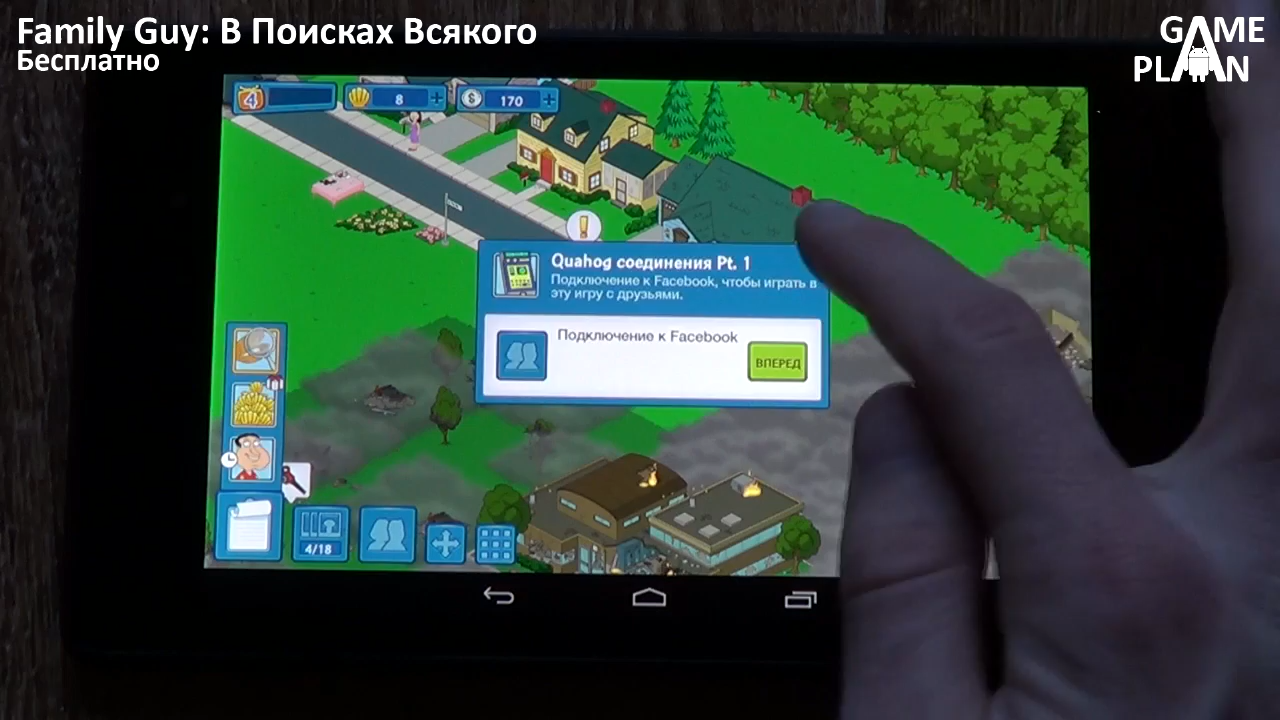 Family Guy: В Поисках Всякого
Бесплатно
GAME
PLAN
4
8
170
Quahog соединения Pt. 1
Подключение к Facebook, чтобы играть в
эту игру с друзьями.
Подключение к Facebook
ВПЕРЕД
4/18